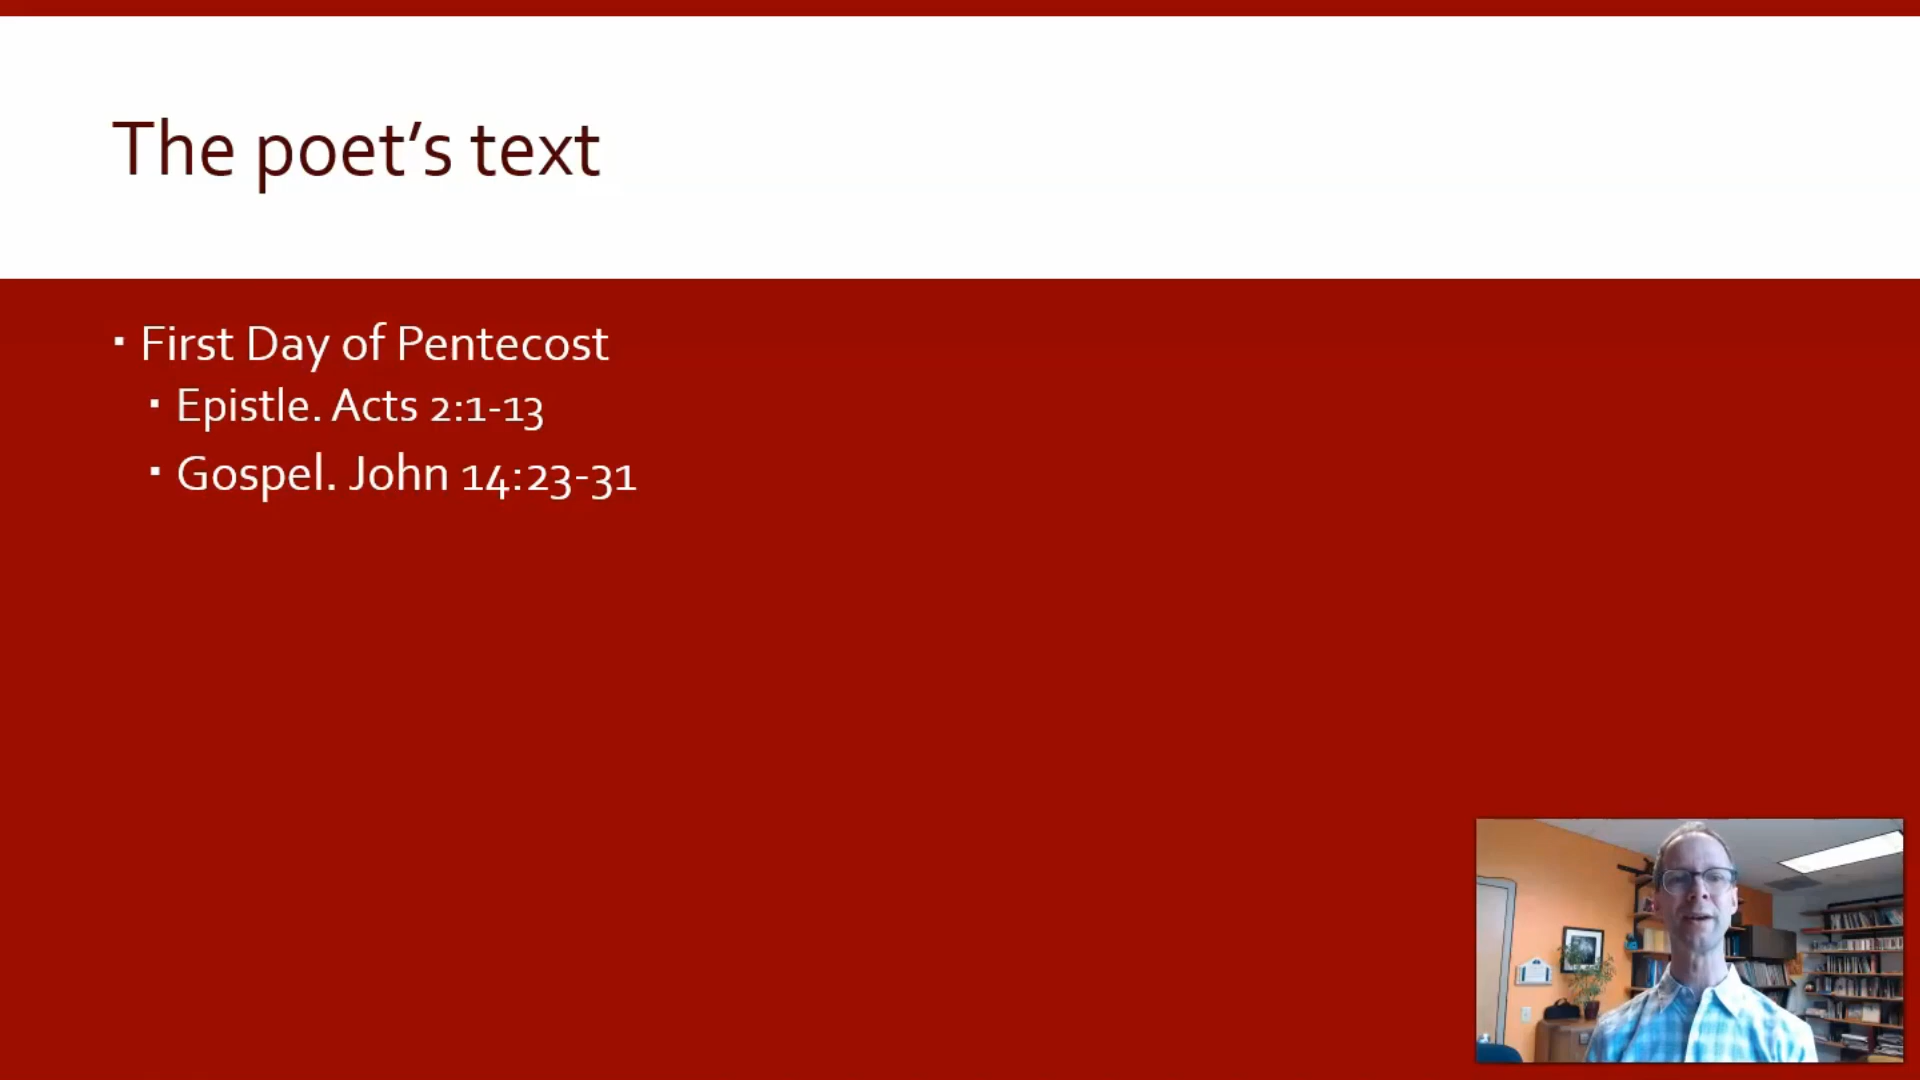 The poet’s text
▪ First Day of Pentecost
▪ Epistle. Acts 2:1-13
▪ Gospel. John 14:23-31